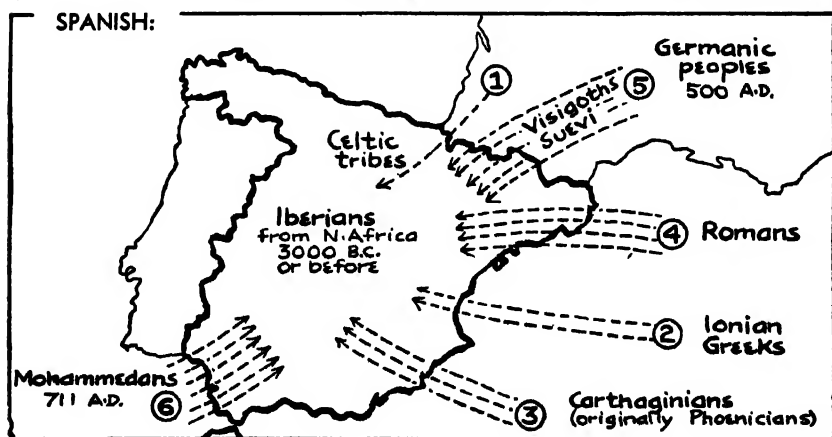 SPANISH:
Germanic
peoples
500 A.D.
1
5
Visigoths
Suevi
Celtic
tribes
Iberians
from N. Africa
3000 B.C.
or before
4 Romans
2 Ionian
Greeks
Mohammedans
711 A.D. 6
3 Carthaginians
(originally Phoenicians)